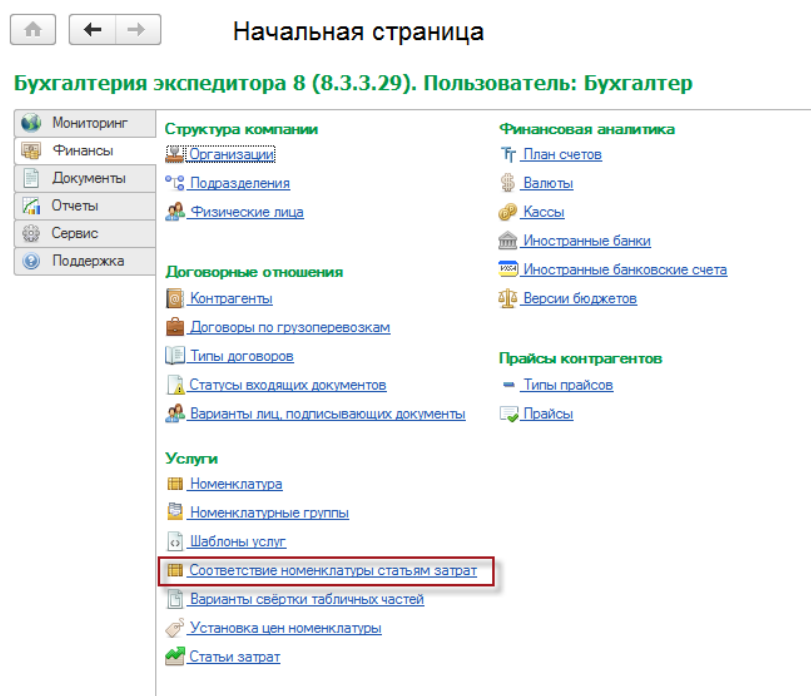 Начальная страница
Бухгалтерия экспедитора 8 (8.3.3.29). Пользователь: Бухгалтер
Мониторинг
Финансы
Документы
Отчеты
Сервис
Поддержка
Структура компании
Организации
Подразделения
Физические лица
Договорные отношения
Контрагенты
Договоры по грузоперевозкам
Типы договоров
Статусы входящих документов
Варианты лиц, подписывающих документы
Услуги
Номенклатура
Номенклатурные группы
Шаблоны услуг
Соответствие номенклатуры статьям затрат
Варианты свёртки табличных частей
Установка цен номенклатуры
Статьи затрат
Финансовая аналитика
План счетов
Валюты
Кассы
Иностранные банки
VISA Иностранные банковские счета
Версии бюджетов
Прайсы контрагентов
Типы прайсов
Прайсы